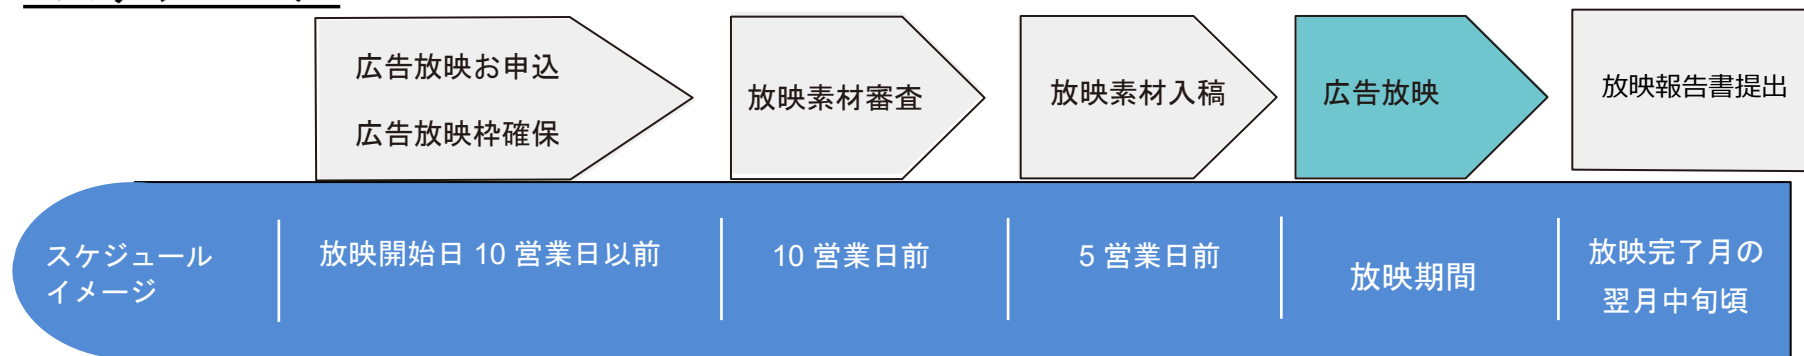 広告放映お申込
広告放映枠確保
放映素材審査
放映素材入稿
広告放映
放映報告書提出
スケジュール
イメージ
放映開始日 10 営業日以前
10 営業日前
5 営業日前
放映期間
放映完了月の
翌月中旬頃